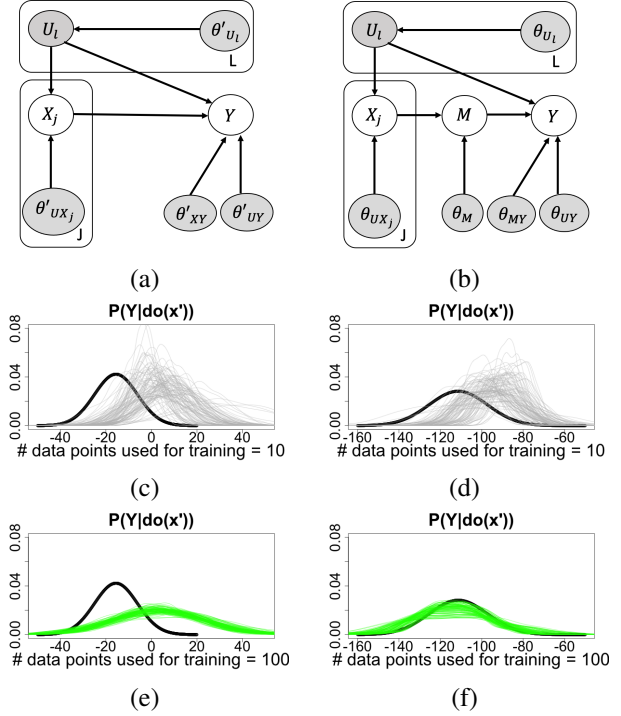 U_l θ'_{U_l} L
X_j Y
θ'_{UX_j} J θ'_{XY} θ'_{UY}
(a)
U_l θ_{U_l} L
X_j M Y
θ_{UX_j} J θ_M θ_{MY} θ_{UY}
(b)
P(Y|do(x'))
0.00 0.04 0.08
-40 -20 0 20 40
# data points used for training = 10
(c)
P(Y|do(x'))
0.00 0.04 0.08
-160 -140 -120 -100 -80 -60
# data points used for training = 10
(d)
P(Y|do(x'))
0.00 0.04 0.08
-40 -20 0 20 40
# data points used for training = 100
(e)
P(Y|do(x'))
0.00 0.04 0.08
-160 -140 -120 -100 -80 -60
# data points used for training = 100
(f)